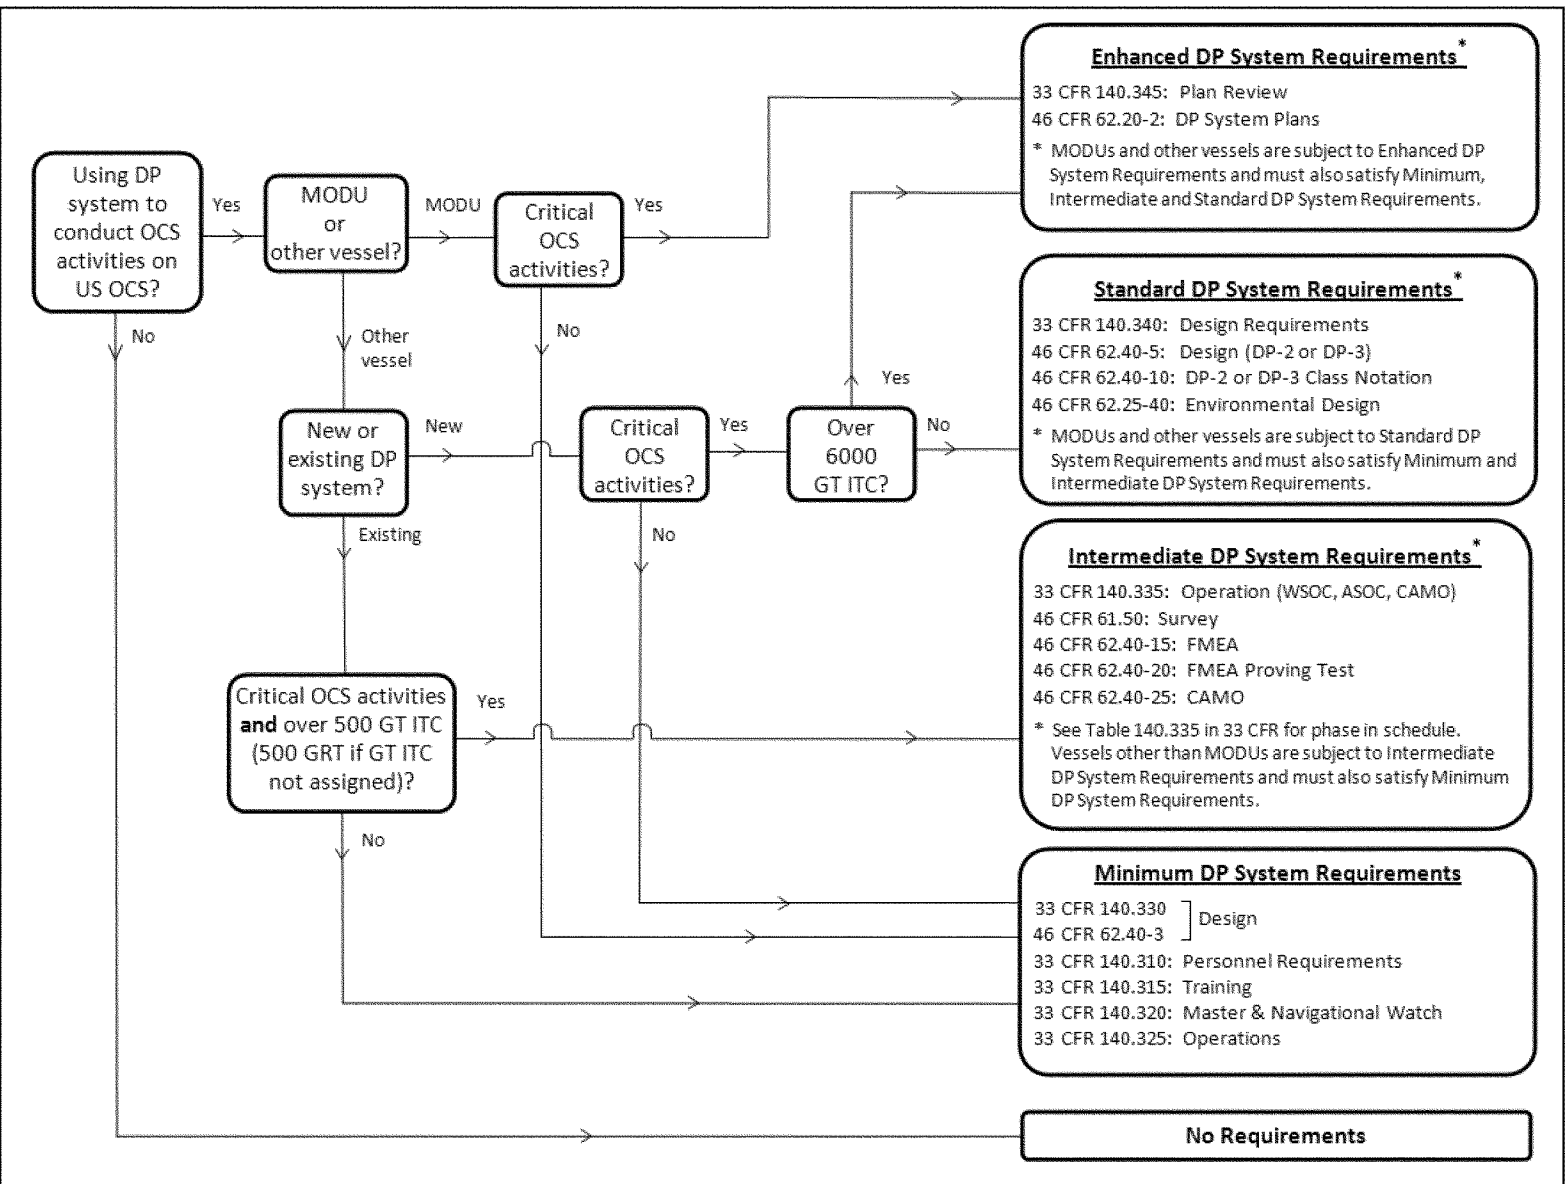 Using DP
system to
conduct OCS
activities on
US OCS?
Yes
No
MODU
or
other vessel?
MODU
Other
vessel
Critical
OCS
activities?
Yes
No
New or
existing DP
system?
New
Existing
Critical
OCS
activities?
Yes
No
Over
6000
GT ITC?
Yes
No
Critical OCS activities
and over 500 GT ITC
(500 GRT if GT ITC
not assigned)?
Yes
No
Enhanced DP System Requirements*
33 CFR 140.345: Plan Review
46 CFR 62.20-2: DP System Plans
* MODUs and other vessels are subject to Enhanced DP
System Requirements and must also satisfy Minimum,
Intermediate and Standard DP System Requirements.
Standard DP System Requirements*
33 CFR 140.340: Design Requirements
46 CFR 62.40-5: Design (DP-2 or DP-3)
46 CFR 62.40-10: DP-2 or DP-3 Class Notation
46 CFR 62.25-40: Environmental Design
* MODUs and other vessels are subject to Standard DP
System Requirements and must also satisfy Minimum and
Intermediate DP System Requirements.
Intermediate DP System Requirements*
33 CFR 140.335: Operation (WSOC, ASOC, CAMO)
46 CFR 61.50: Survey
46 CFR 62.40-15: FMEA
46 CFR 62.40-20: FMEA Proving Test
46 CFR 62.40-25: CAMO
* See Table 140.335 in 33 CFR for phase in schedule.
Vessels other than MODUs are subject to Intermediate
DP System Requirements and must also satisfy Minimum
DP System Requirements.
Minimum DP System Requirements
33 CFR 140.330
46 CFR 62.40-3
Design
33 CFR 140.310: Personnel Requirements
33 CFR 140.315: Training
33 CFR 140.320: Master & Navigational Watch
33 CFR 140.325: Operations
No Requirements